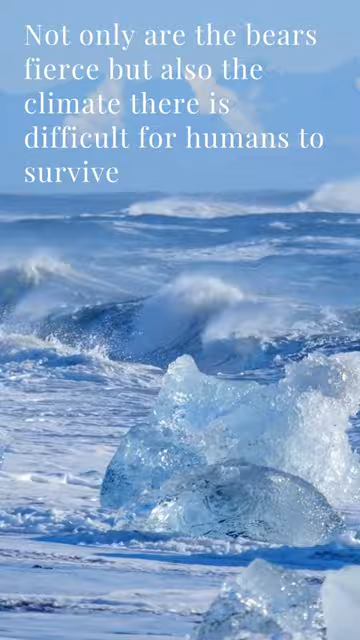 Not only are the bears
fierce but also the
climate there is
difficult for humans to
survive